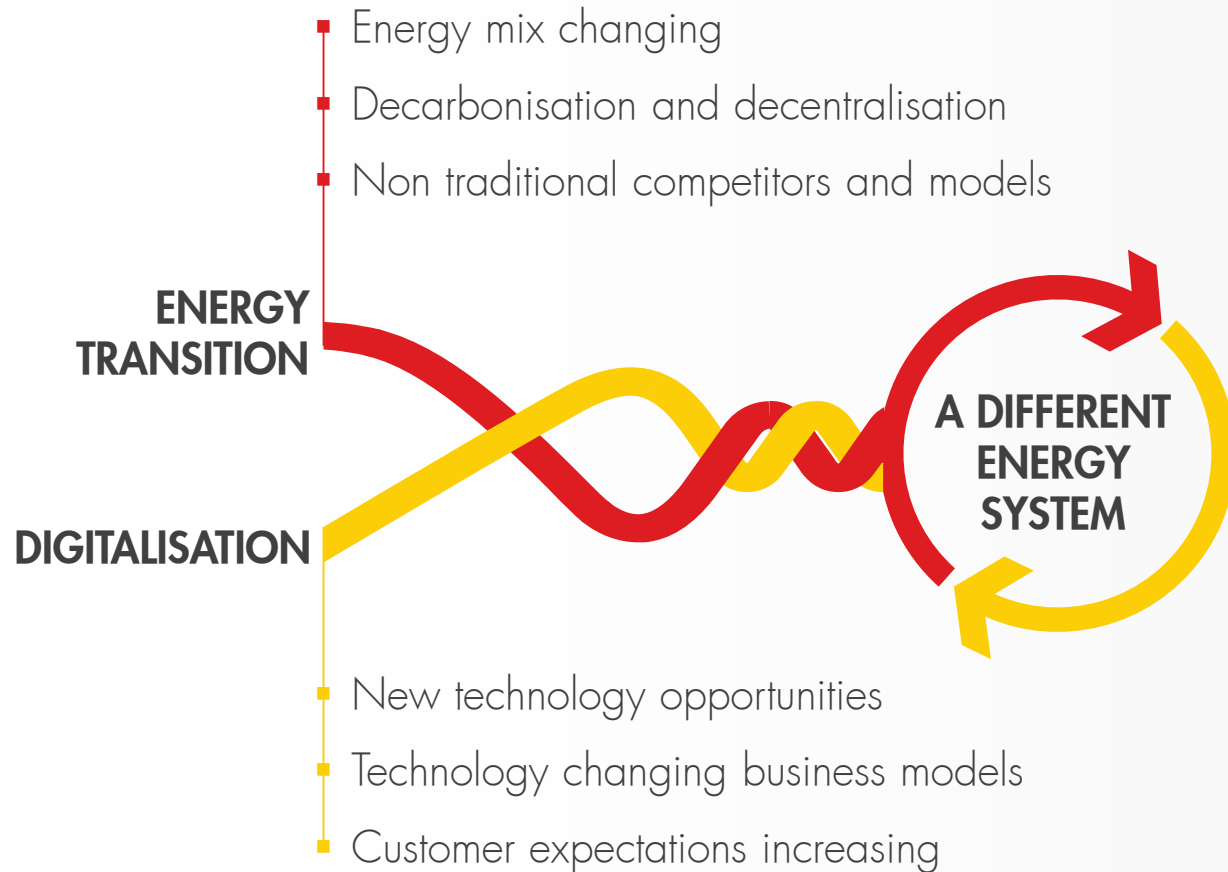 Energy mix changing
Decarbonisation and decentralisation
Non traditional competitors and models
ENERGY
TRANSITION
A DIFFERENT
ENERGY
SYSTEM
DIGITALISATION
New technology opportunities
Technology changing business models
Customer expectations increasing